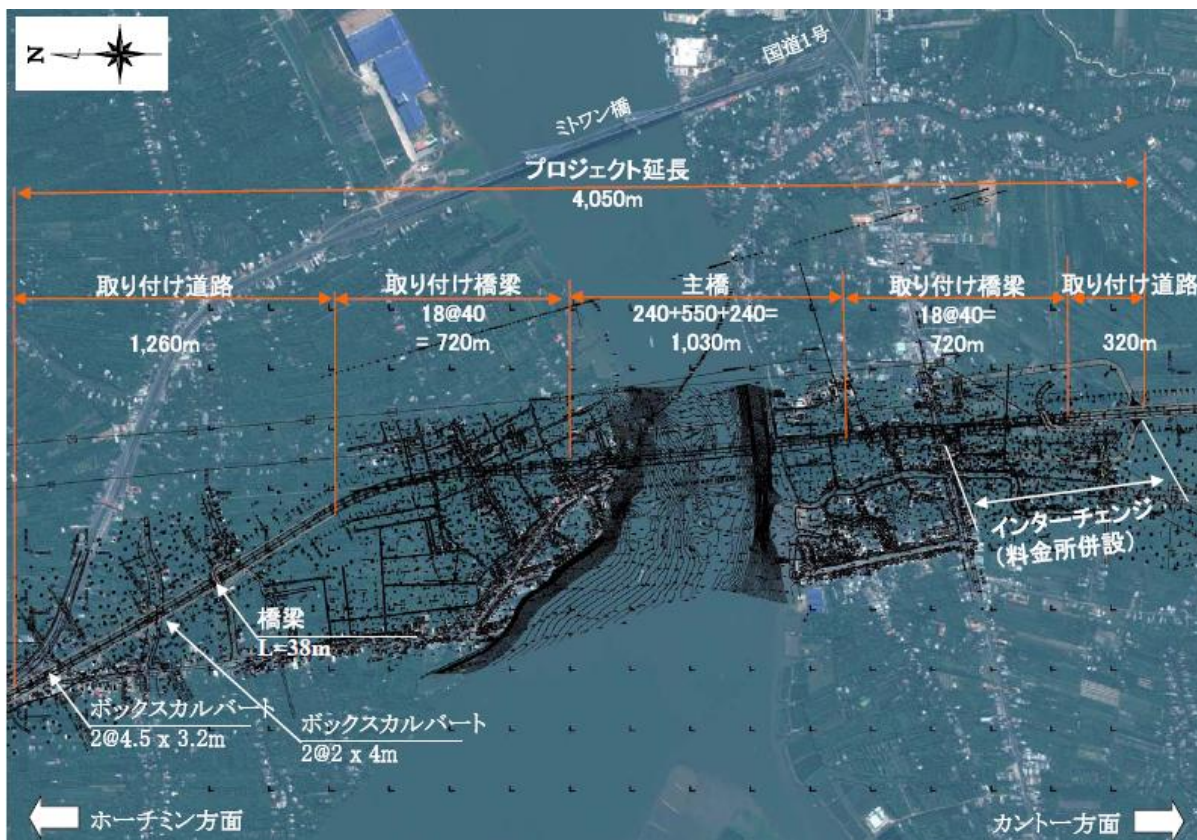 N
国道1号
ミトワン橋
プロジェクト延長
4,050m
取り付け道路
1,260m
取り付け橋梁
18@40
= 720m
主橋
240+550+240=
1,030m
取り付け橋梁
18@40=
720m
取り付け道路
320m
インターチェンジ
(料金所併設)
橋梁
L=38m
ボックスカルバート
2@4.5 x 3.2m
ボックスカルバート
2@2 x 4m
ホーチミン方面
カントー方面